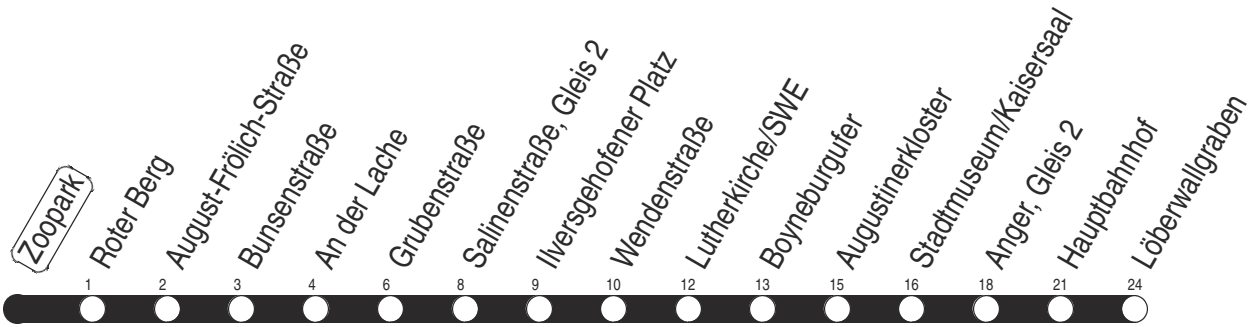 Zoopark
Roter Berg
August-Frölich-Straße
Bunsenstraße
An der Lache
Grubenstraße
Salinenstraße, Gleis 2
Ilversgehofener Platz
Wendenstraße
Lutherkirche/SWE
Boyneburgufer
Augustinerkloster
Stadtmuseum/Kaisersaal
Anger, Gleis 2
Hauptbahnhof
Löberwallgraben
1 2 3 4 6 8 9 10 12 13 15 16 18 21 24